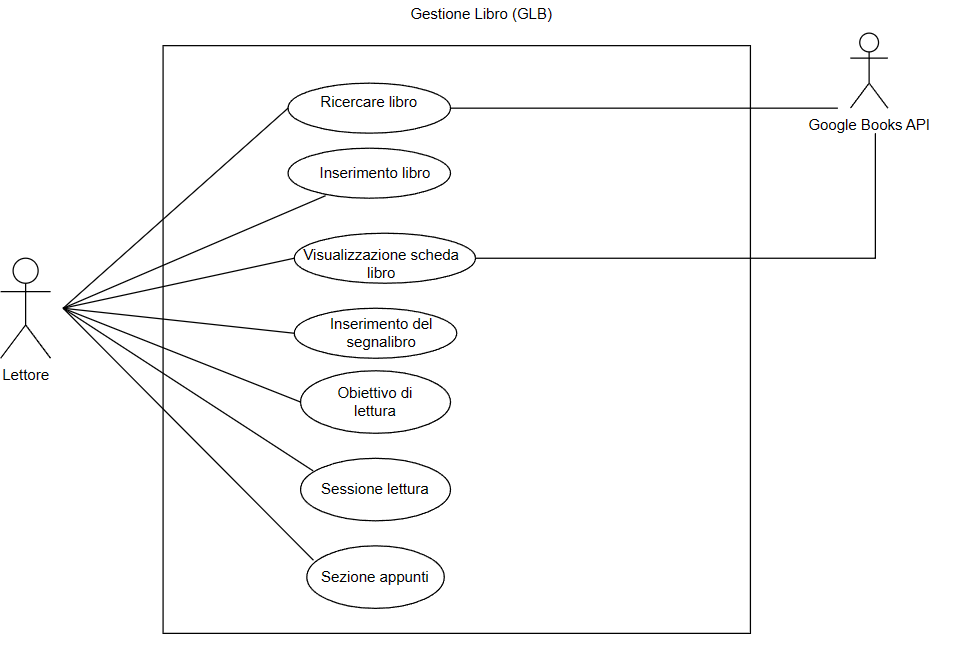 Gestione Libro (GLB)
Ricercare libro
Google Books API
Inserimento libro
Visualizzazione scheda
libro
Inserimento del
segnalibro
Lettore
Obiettivo di
lettura
Sessione lettura
Sezione appunti